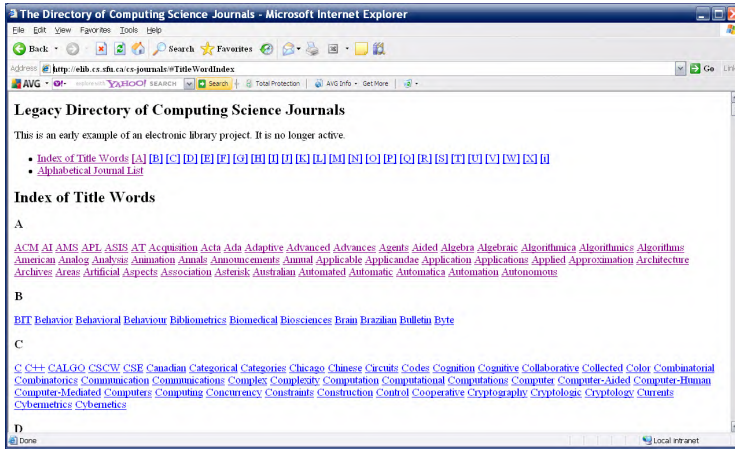 The Directory of Computing Science Journals - Microsoft Internet Explorer
File Edit View Favorites Tools Help
Back Search Favorites
Address http://elib.cs.sfu.ca/cs-journals/#TitleWordIndex Go Link
AVG YAHOO! SEARCH Search Total Protection AVG Info Get More
Legacy Directory of Computing Science Journals
This is an early example of an electronic library project. It is no longer active.
• Index of Title Words [A] [B] [C] [D] [E] [F] [G] [H] [I] [J] [K] [L] [M] [N] [O] [P] [Q] [R] [S] [T] [U] [V] [W] [X] [i]
• Alphabetical Journal List
Index of Title Words
A
ACM AI AMS APL ASIS AT Acquisition Acta Ada Adaptive Advanced Advances Agents Aided Algebra Algebraic Algorithmica Algorithmics Algorithms
American Analog Analysis Animation Annals Announcements Annual Applicable Applicandae Application Applications Applied Approximation Architecture
Archives Areas Artificial Aspects Association Asterisk Australian Automated Automatic Automatica Automation Autonomous
B
BIT Behavior Behavioral Behaviour Bibliometrics Biomedical Biosciences Brain Brazilian Bulletin Byte
C
C C++ CALGO CSCW CSE Canadian Categorical Categories Chicago Chinese Circuits Codes Cognition Cognitive Collaborative Collected Color Combinatorial
Combinatorics Communication Communications Complex Complexity Computation Computational Computations Computer Computer-Aided Computer-Human
Computer-Mediated Computers Computing Concurrency Constraints Construction Control Cooperative Cryptography Cryptologic Cryptology Currents
Cybermetrics Cybernetics
D
Done Local intranet